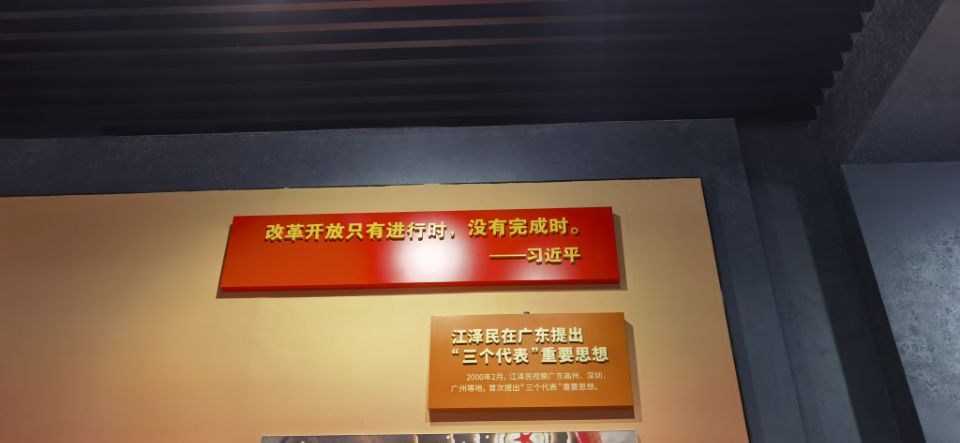 改革开放只有进行时，没有完成时。
——习近平
江泽民在广东提出
“三个代表”重要思想
2000年2月，江泽民视察广东高州、深圳、
广州等地，首次提出“三个代表”重要思想。